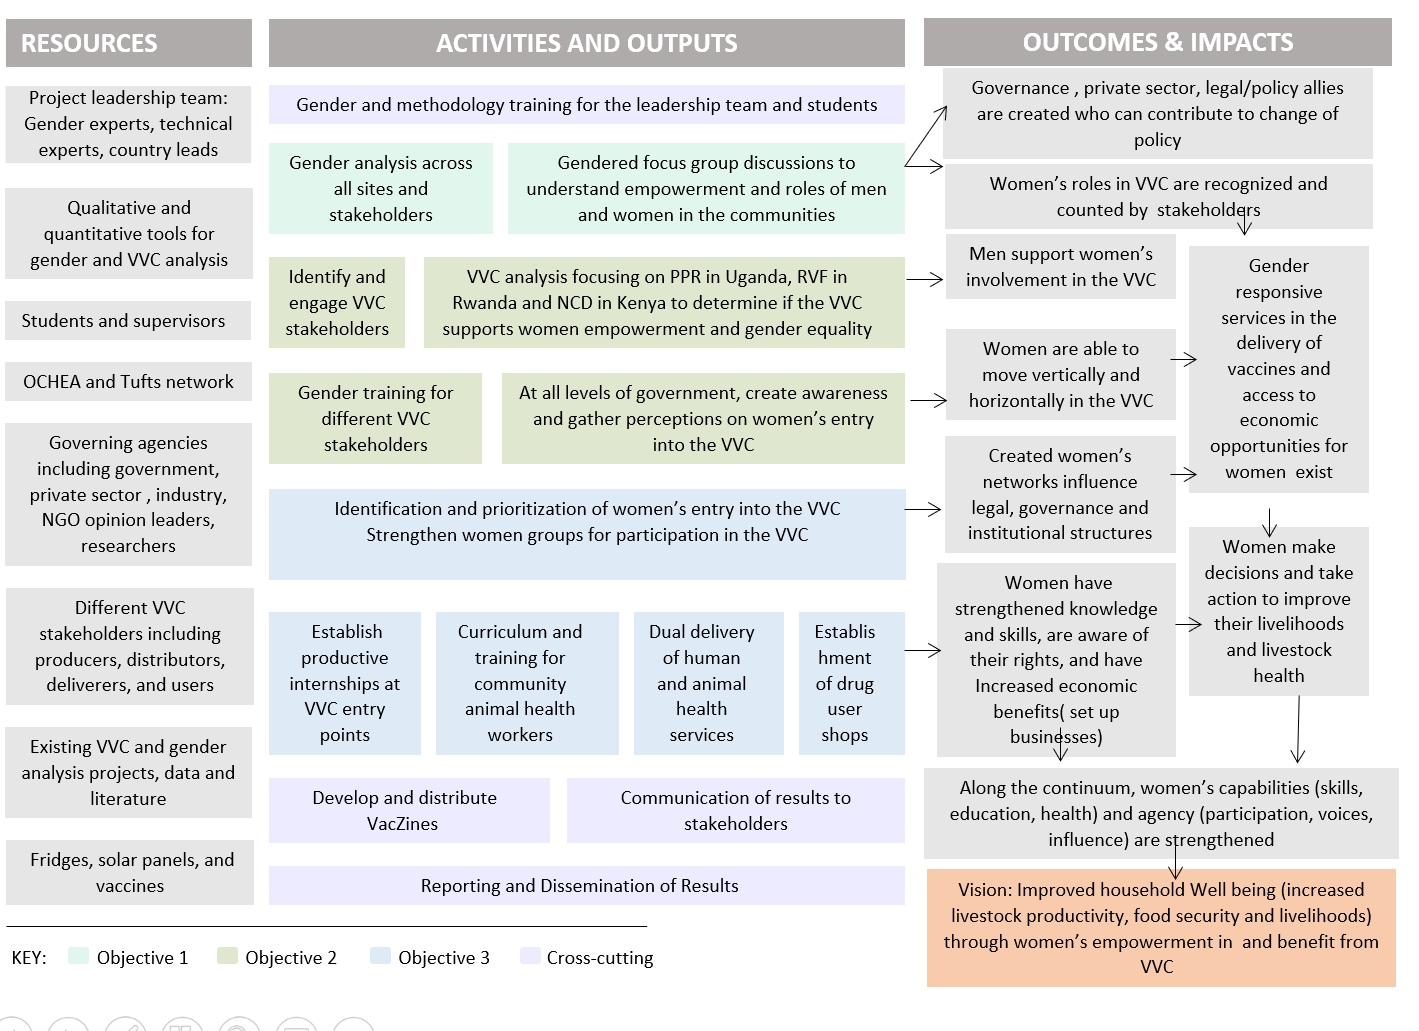 RESOURCES
Project leadership team:
Gender experts, technical
experts, country leads
Qualitative and
quantitative tools for
gender and VVC analysis
Students and supervisors
OCHEA and Tufts network
Governing agencies
including government,
private sector , industry,
NGO opinion leaders,
researchers
Different VVC
stakeholders including
producers, distributors,
deliverers, and users
Existing VVC and gender
analysis projects, data and
literature
Fridges, solar panels, and
vaccines
ACTIVITIES AND OUTPUTS
Gender and methodology training for the leadership team and students
Gender analysis across
all sites and
stakeholders
Gendered focus group discussions to
understand empowerment and roles of men
and women in the communities
Identify and
engage VVC
stakeholders
VVC analysis focusing on PPR in Uganda, RVF in
Rwanda and NCD in Kenya to determine if the VVC
supports women empowerment and gender equality
Gender training for
different VVC
stakeholders
At all levels of government, create awareness
and gather perceptions on women’s entry
into the VVC
Identification and prioritization of women’s entry into the VVC
Strengthen women groups for participation in the VVC
Establish
productive
internships at
VVC entry
points
Curriculum and
training for
community
animal health
workers
Dual delivery
of human
and animal
health
services
Establis
hment
of drug
user
shops
Develop and distribute
VacZines
Communication of results to
stakeholders
Reporting and Dissemination of Results
OUTCOMES & IMPACTS
Governance , private sector, legal/policy allies
are created who can contribute to change of
policy
Women’s roles in VVC are recognized and
counted by stakeholders
Men support women’s
involvement in the VVC
Women are able to
move vertically and
horizontally in the VVC
Created women’s
networks influence
legal, governance and
institutional structures
Women have
strengthened knowledge
and skills, are aware of
their rights, and have
Increased economic
benefits( set up
businesses)
Gender
responsive
services in the
delivery of
vaccines and
access to
economic
opportunities for
women exist
Women make
decisions and take
action to improve
their livelihoods
and livestock
health
Along the continuum, women’s capabilities (skills,
education, health) and agency (participation, voices,
influence) are strengthened
Vision: Improved household Well being (increased
livestock productivity, food security and livelihoods)
through women’s empowerment in and benefit from
VVC
KEY:
Objective 1
Objective 2
Objective 3
Cross-cutting